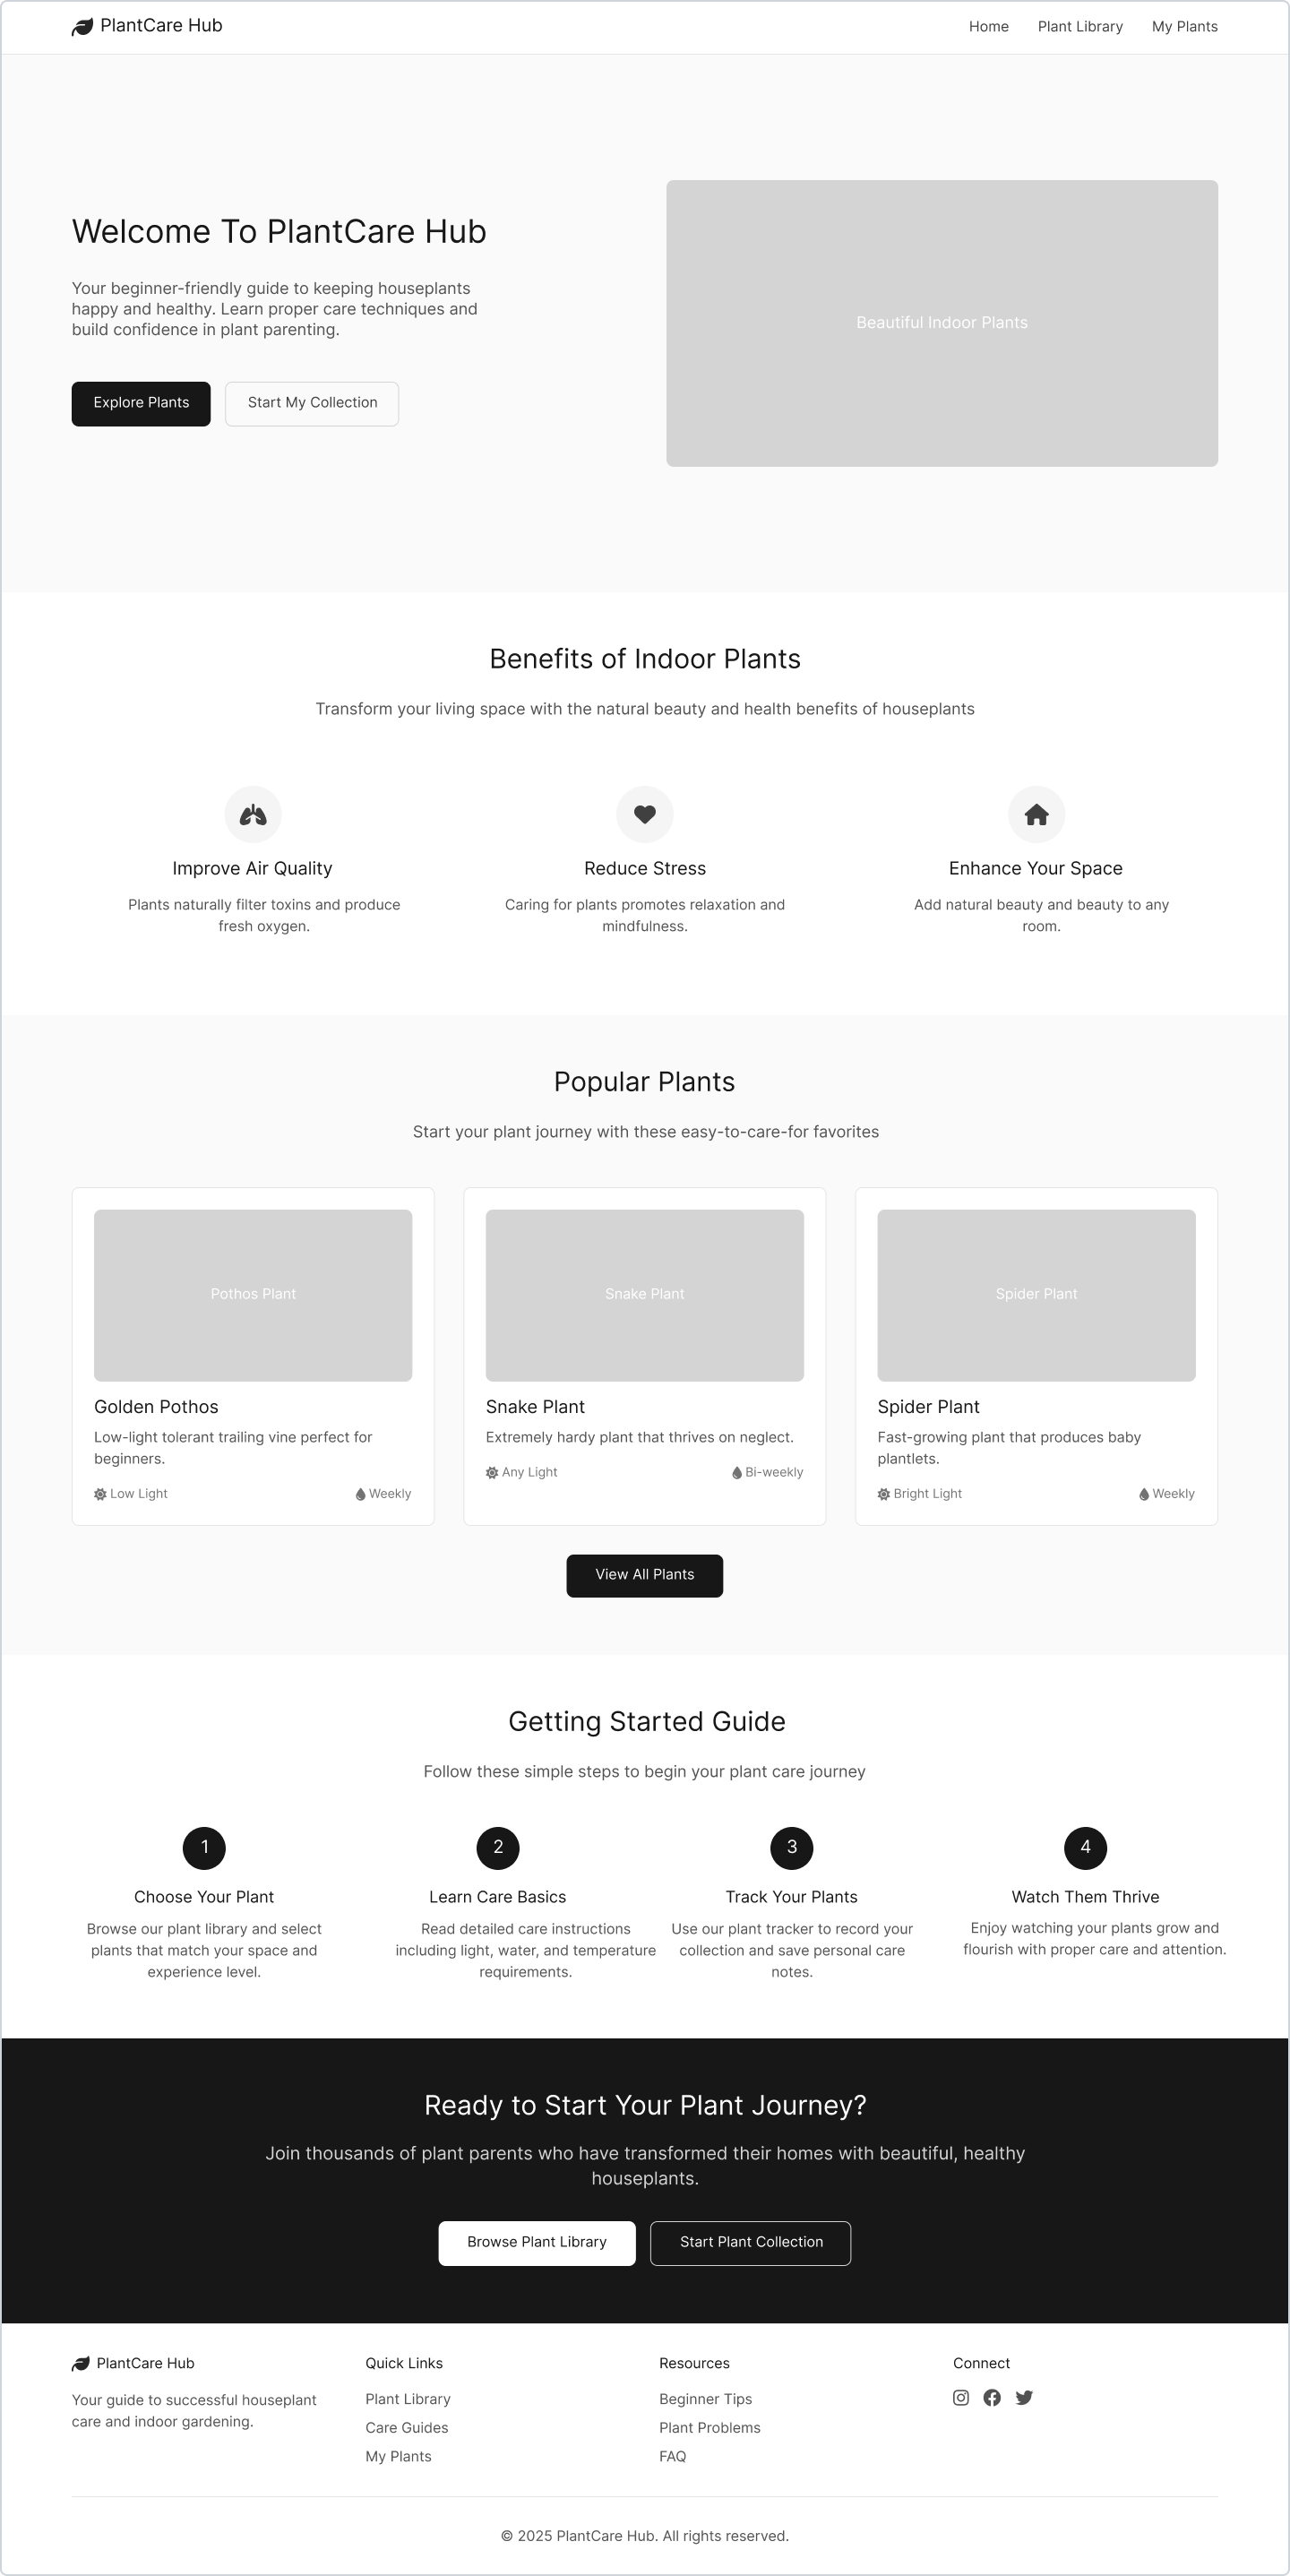 PlantCare Hub
Home
Plant Library
My Plants
Welcome To PlantCare Hub
Your beginner-friendly guide to keeping houseplants
happy and healthy. Learn proper care techniques and
build confidence in plant parenting.
Explore Plants
Start My Collection
Beautiful Indoor Plants
Benefits of Indoor Plants
Transform your living space with the natural beauty and health benefits of houseplants
Improve Air Quality
Plants naturally filter toxins and produce
fresh oxygen.
Reduce Stress
Caring for plants promotes relaxation and
mindfulness.
Enhance Your Space
Add natural beauty and beauty to any
room.
Popular Plants
Start your plant journey with these easy-to-care-for favorites
Pothos Plant
Golden Pothos
Low-light tolerant trailing vine perfect for
beginners.
Low Light
Weekly
Snake Plant
Snake Plant
Extremely hardy plant that thrives on neglect.
Any Light
Bi-weekly
Spider Plant
Spider Plant
Fast-growing plant that produces baby
plantlets.
Bright Light
Weekly
View All Plants
Getting Started Guide
Follow these simple steps to begin your plant care journey
1
Choose Your Plant
Browse our plant library and select
plants that match your space and
experience level.
2
Learn Care Basics
Read detailed care instructions
including light, water, and temperature
requirements.
3
Track Your Plants
Use our plant tracker to record your
collection and save personal care
notes.
4
Watch Them Thrive
Enjoy watching your plants grow and
flourish with proper care and attention.
Ready to Start Your Plant Journey?
Join thousands of plant parents who have transformed their homes with beautiful, healthy
houseplants.
Browse Plant Library
Start Plant Collection
PlantCare Hub
Your guide to successful houseplant
care and indoor gardening.
Quick Links
Plant Library
Care Guides
My Plants
Resources
Beginner Tips
Plant Problems
FAQ
Connect
© 2025 PlantCare Hub. All rights reserved.